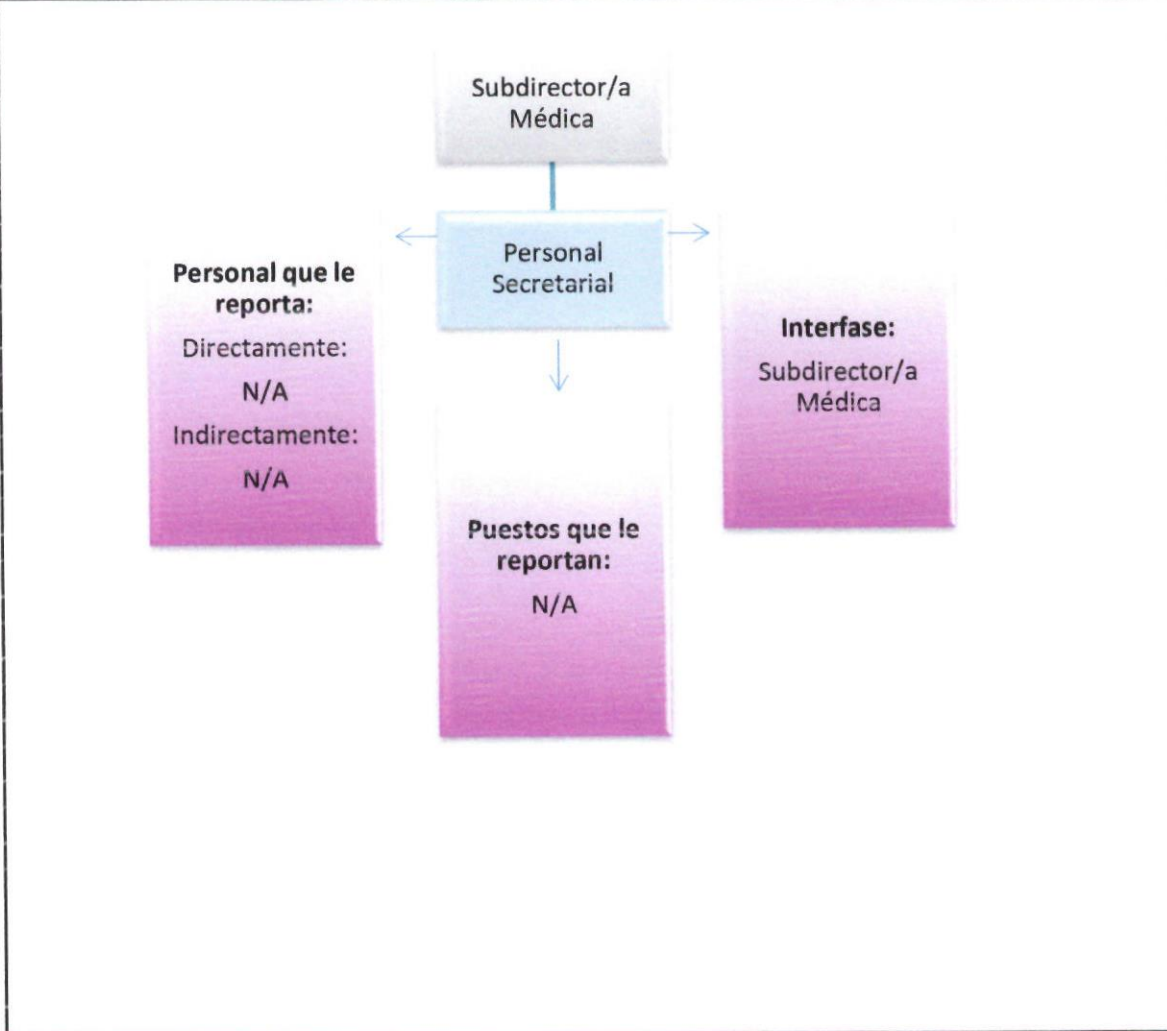 Subdirector/a
Médica
Personal
Secretarial
Personal que le
reporta:
Directamente:
N/A
Indirectamente:
N/A
Puestos que le
reportan:
N/A
Interfase:
Subdirector/a
Médica